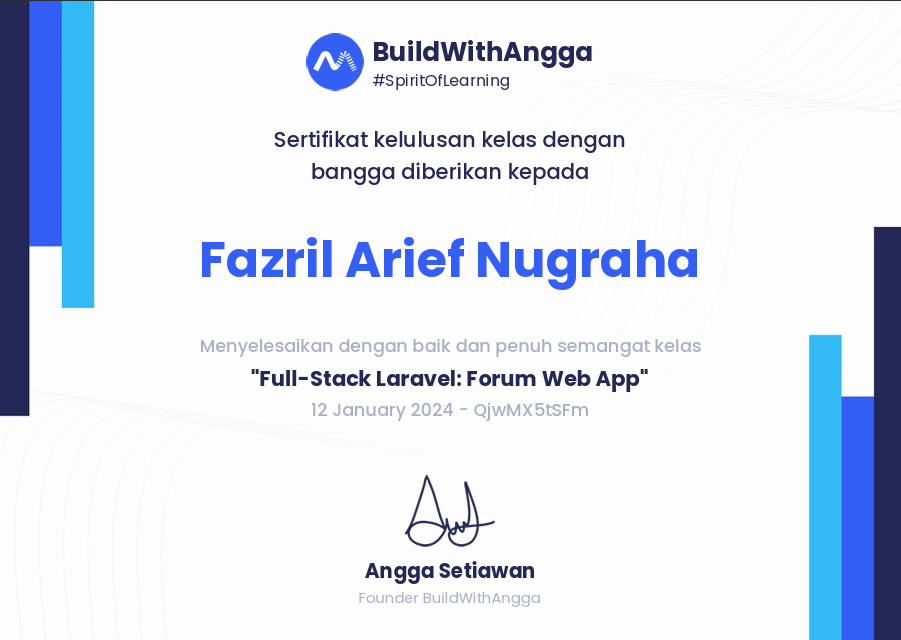 BuildWithAngga
#SpiritOfLearning
Sertifikat kelulusan kelas dengan
bangga diberikan kepada
Fazril Arief Nugraha
Menyelesaikan dengan baik dan penuh semangat kelas
"Full-Stack Laravel: Forum Web App"
12 January 2024 - QjwMX5tSFm
Angga Setiawan
Founder BuildWithAngga